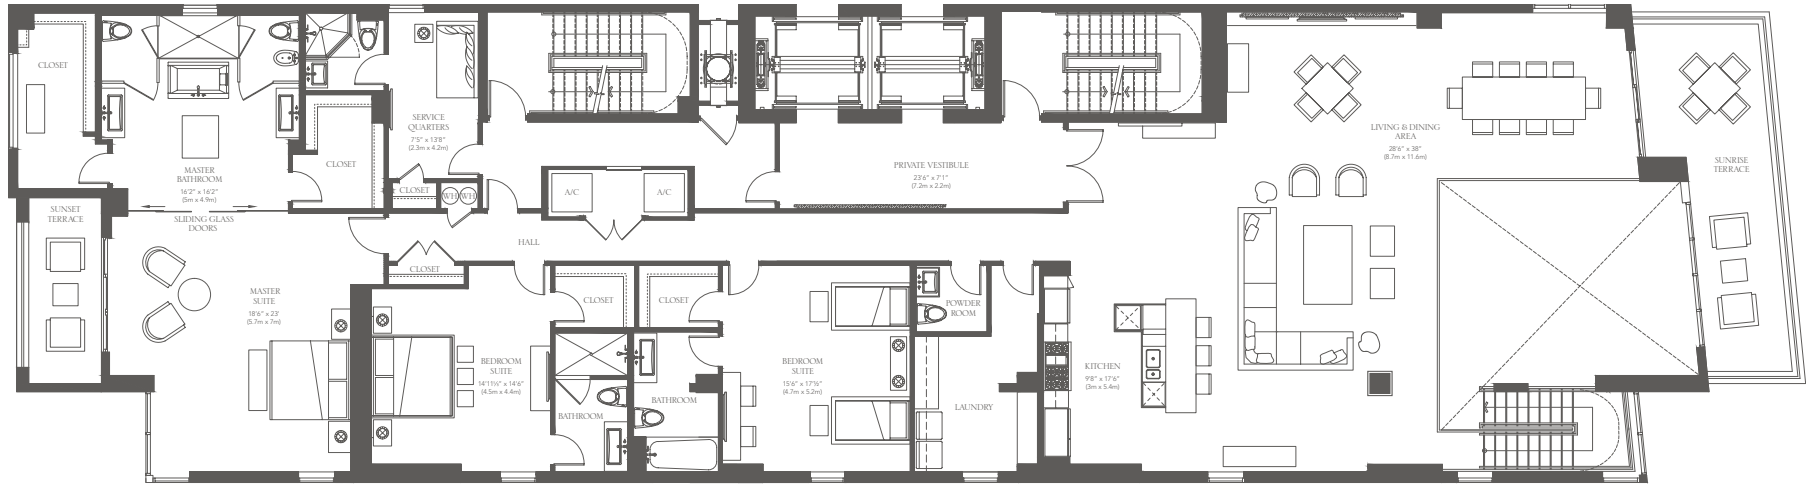 CLOSET
MASTER
BATHROOM
16'2" x 16'2"
(5m x 4.9m)
SUNSET
TERRACE
SLIDING GLASS
DOORS
MASTER
SUITE
18'6" x 23'
(5.7m x 7m)
CLOSET
SERVICE
QUARTERS
7'5" x 13'8"
(2.3m x 4.2m)
CLOSET
WH
WH
CLOSET
HALL
A/C
A/C
BEDROOM
SUITE
14'11½" x 14'6"
(4.5m x 4.4m)
CLOSET
CLOSET
BATHROOM
BATHROOM
BEDROOM
SUITE
15'6" x 17'½"
(4.7m x 5.2m)
PRIVATE VESTIBULE
23'6" x 7'1"
(7.2m x 2.2m)
POWDER
ROOM
LAUNDRY
KITCHEN
9'8" x 17'6"
(3m x 5.4m)
LIVING & DINING
AREA
28'6" x 38"
(8.7m x 11.6m)
SUNRISE
TERRACE